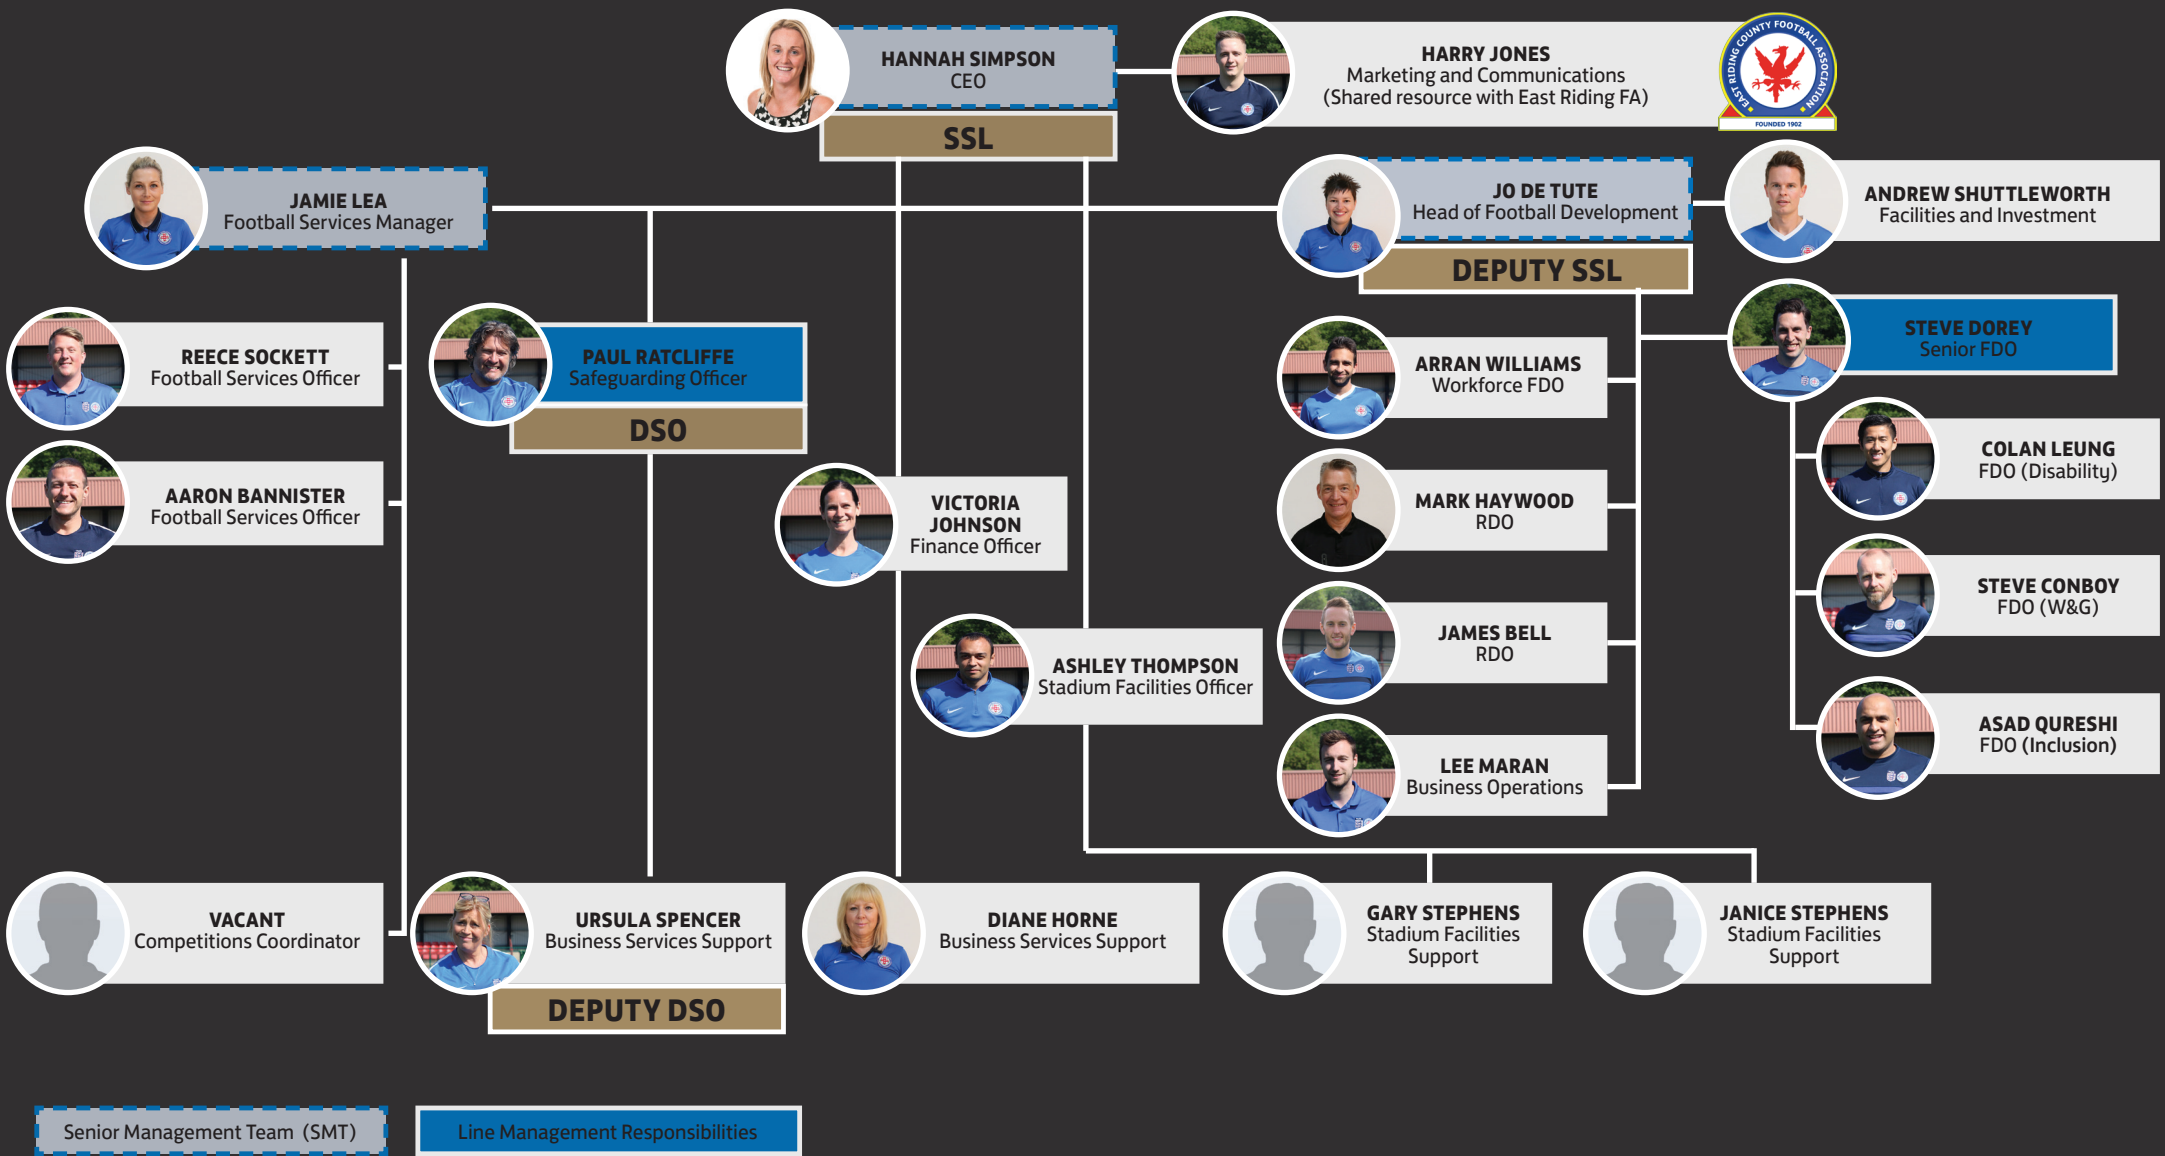 HANNAH SIMPSON
CEO
SSL
HARRY JONES
Marketing and Communications
(Shared resource with East Riding FA)
EAST RIDING COUNTY FOOTBALL ASSOCIATION
FOUNDED 1902
JAMIE LEA
Football Services Manager
JO DE TUTE
Head of Football Development
DEPUTY SSL
ANDREW SHUTTLEWORTH
Facilities and Investment
REECE SOCKETT
Football Services Officer
AARON BANNISTER
Football Services Officer
PAUL RATCLIFFE
Safeguarding Officer
DSO
VICTORIA
JOHNSON
Finance Officer
ASHLEY THOMPSON
Stadium Facilities Officer
ARRAN WILLIAMS
Workforce FDO
MARK HAYWOOD
RDO
JAMES BELL
RDO
LEE MARAN
Business Operations
STEVE DOREY
Senior FDO
COLAN LEUNG
FDO (Disability)
STEVE CONBOY
FDO (W&G)
ASAD QURESHI
FDO (Inclusion)
VACANT
Competitions Coordinator
URSULA SPENCER
Business Services Support
DEPUTY DSO
DIANE HORNE
Business Services Support
GARY STEPHENS
Stadium Facilities
Support
JANICE STEPHENS
Stadium Facilities
Support
Senior Management Team (SMT)
Line Management Responsibilities